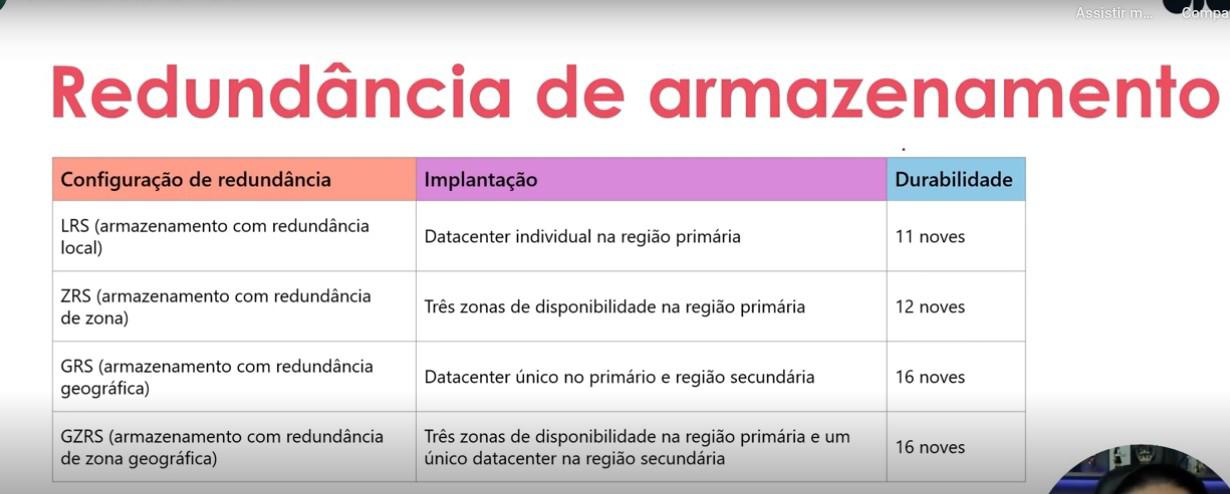 Assistir m...
Redundância de armazenamento
Configuração de redundância
Implantação
Durabilidade
LRS (armazenamento com redundância
local)
Datacenter individual na região primária
11 noves
ZRS (armazenamento com redundância
de zona)
Três zonas de disponibilidade na região primária
12 noves
GRS (armazenamento com redundância
geográfica)
Datacenter único no primário e região secundária
16 noves
GZRS (armazenamento com redundância
de zona geográfica)
Três zonas de disponibilidade na região primária e um
único datacenter na região secundária
16 noves